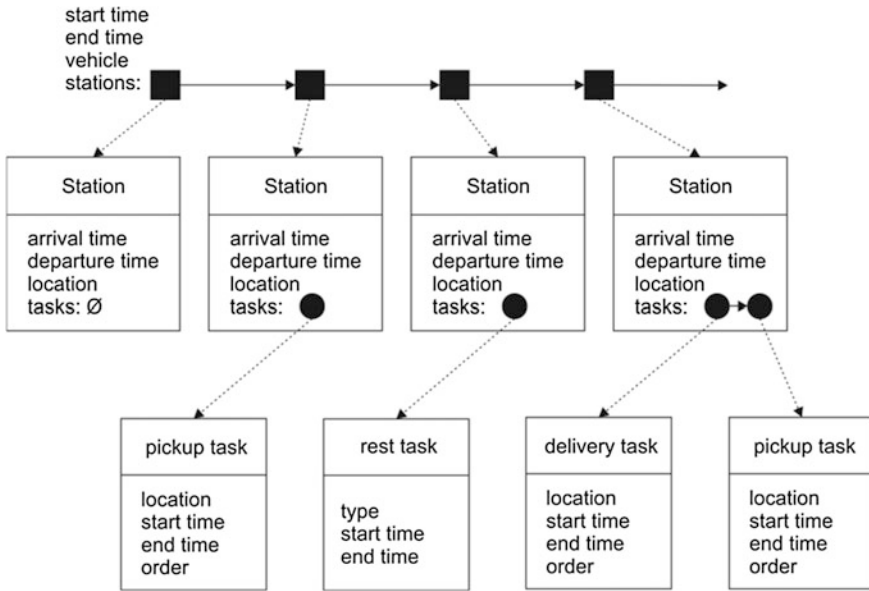 start time
end time
vehicle
stations:
Station
arrival time
departure time
location
tasks: Ø
Station
arrival time
departure time
location
tasks:
Station
arrival time
departure time
location
tasks:
Station
arrival time
departure time
location
tasks:
pickup task
location
start time
end time
order
rest task
type
start time
end time
delivery task
location
start time
end time
order
pickup task
location
start time
end time
order